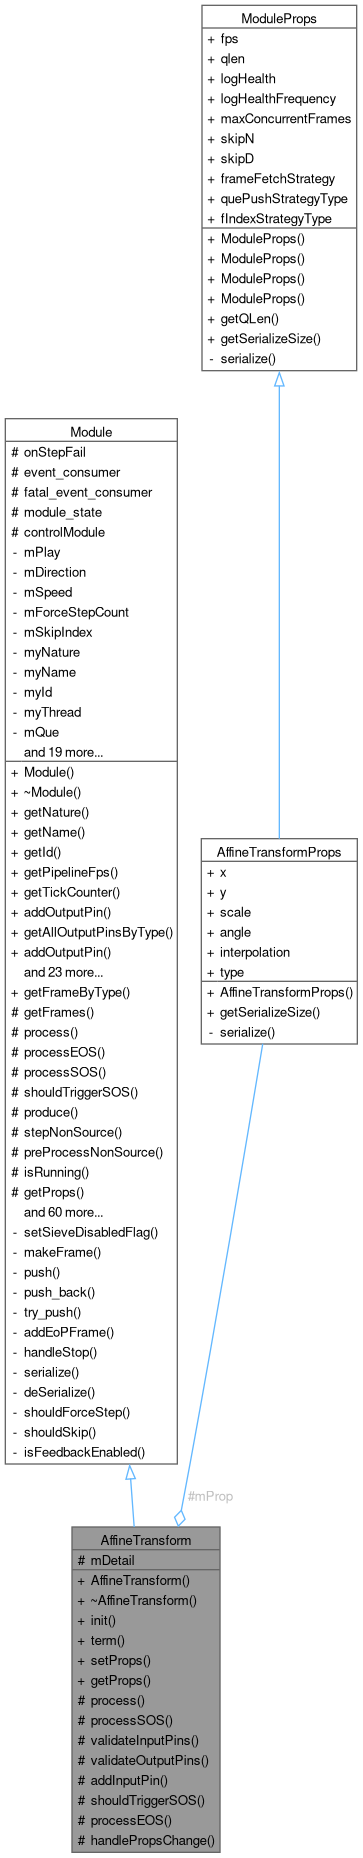 ModuleProps
+ fps
+ qlen
+ logHealth
+ logHealthFrequency
+ maxConcurrentFrames
+ skipN
+ skipD
+ frameFetchStrategy
+ quePushStrategyType
+ fIndexStrategyType
+ ModuleProps()
+ ModuleProps()
+ ModuleProps()
+ ModuleProps()
+ getQLen()
+ getSerializeSize()
- serialize()
Module
# onStepFail
# event_consumer
# fatal_event_consumer
# module_state
# controlModule
- mPlay
- mDirection
- mSpeed
- mForceStepCount
- mSkipIndex
- myNature
- myName
- myId
- myThread
- mQue
and 19 more...
+ Module()
+ ~Module()
+ getNature()
+ getName()
+ getId()
+ getPipelineFps()
+ getTickCounter()
+ addOutputPin()
+ getAllOutputPinsByType()
+ addOutputPin()
and 23 more...
+ getFrameByType()
# getFrames()
# process()
# processEOS()
# processSOS()
# shouldTriggerSOS()
# produce()
# stepNonSource()
# preProcessNonSource()
# isRunning()
# getProps()
and 60 more...
- setSieveDisabledFlag()
- makeFrame()
- push()
- push_back()
- try_push()
- addEoPFrame()
- handleStop()
- serialize()
- deSerialize()
- shouldForceStep()
- shouldSkip()
- isFeedbackEnabled()
AffineTransformProps
+ x
+ y
+ scale
+ angle
+ interpolation
+ type
+ AffineTransformProps()
+ getSerializeSize()
- serialize()
#mProp
AffineTransform
# mDetail
+ AffineTransform()
+ ~AffineTransform()
+ init()
+ term()
+ setProps()
+ getProps()
# process()
# processSOS()
# validateInputPins()
# validateOutputPins()
# addInputPin()
# shouldTriggerSOS()
# processEOS()
# handlePropsChange()